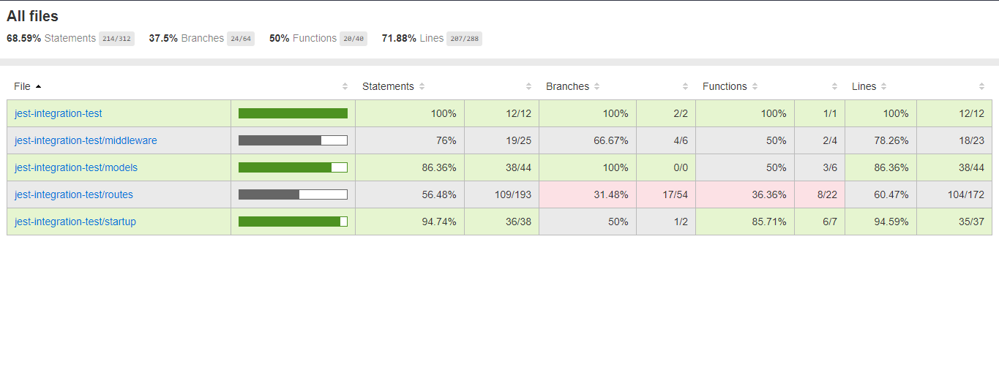 All files
68.59% Statements 214/312 37.5% Branches 24/64 50% Functions 20/40 71.88% Lines 207/288
File Statements Branches Functions Lines
jest-integration-test 100% 12/12 100% 2/2 100% 1/1 100% 12/12
jest-integration-test/middleware 76% 19/25 66.67% 4/6 50% 2/4 78.26% 18/23
jest-integration-test/models 86.36% 38/44 100% 0/0 50% 3/6 86.36% 38/44
jest-integration-test/routes 56.48% 109/193 31.48% 17/54 36.36% 8/22 60.47% 104/172
jest-integration-test/startup 94.74% 36/38 50% 1/2 85.71% 6/7 94.59% 35/37